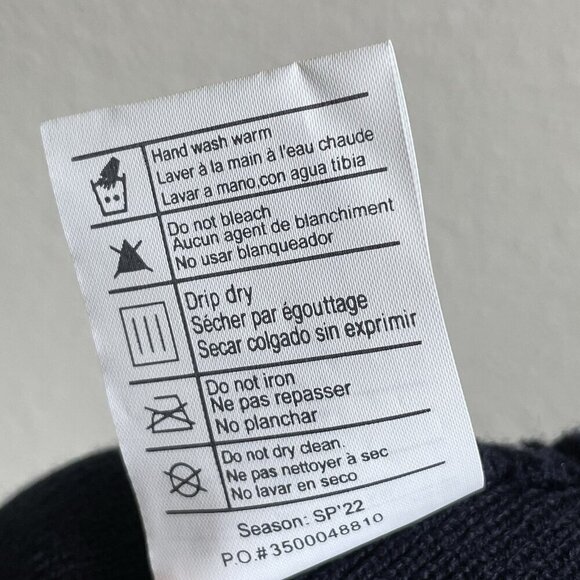 Hand wash warm
Laver à la main à l'eau chaude
Lavar a mano,con agua tibia
Do not bleach
Aucun agent de blanchiment
No usar blanqueador
Drip dry
Sécher par égouttage
Secar colgado sin exprimir
Do not iron
Ne pas repasser
No planchar
Do not dry clean.
Ne pas nettoyer à sec
No lavar en seco
Season: SP'22
P.O.#3500048810